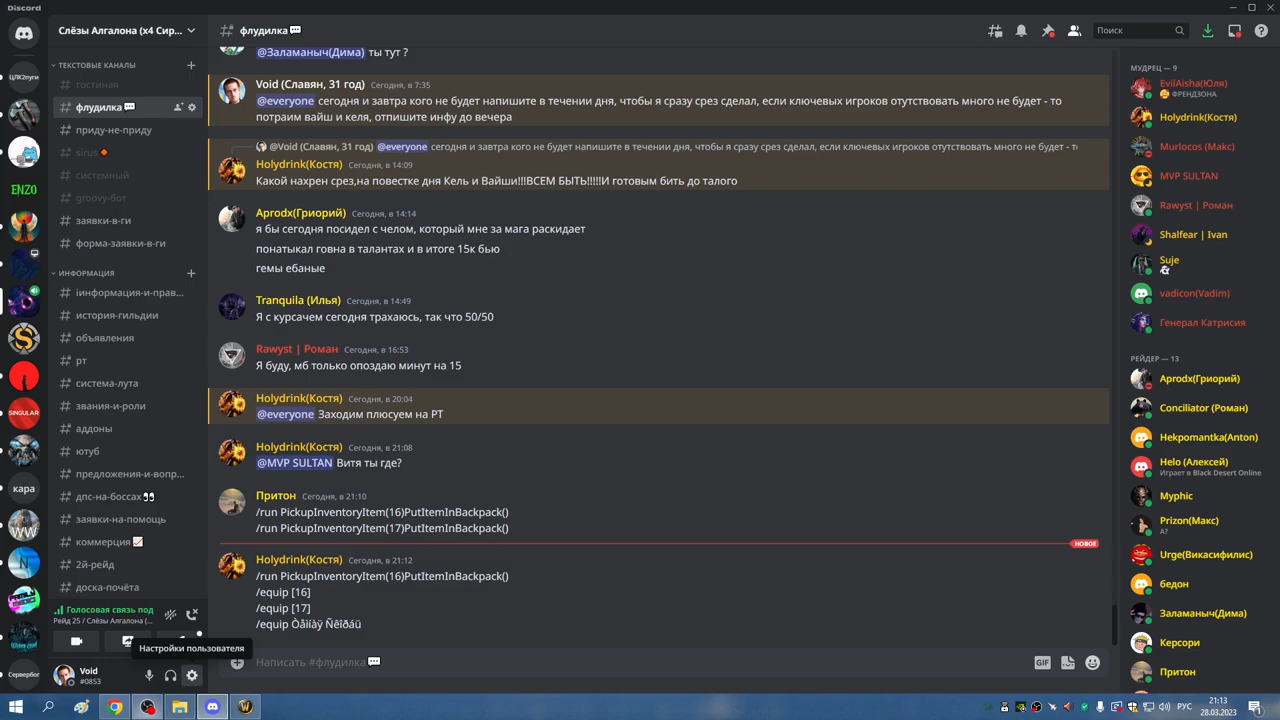 Discord
Слёзы Алгалона (x4 Сир...
флудилка
Поиск
ЦЛК2пуги
ENZO
SINGULAR
кара
WW
Сервербог
ТЕКСТОВЫЕ КАНАЛЫ
гостиная
флудилка
приду-не-приду
sirus
системный
groovy-бот
заявки-в-ги
форма-заявки-в-ги
ИНФОРМАЦИЯ
iинформация-и-прав...
история-гильдии
объявления
рт
система-лута
звания-и-роли
аддоны
ютуб
предложения-и-вопр...
дпс-на-боссах
заявки-на-помощь
коммерция
2й-рейд
доска-почёта
Голосовая связь под
Рейд 25 / Слёзы Алгалона (...
Настройки пользователя
Void
#0853
@Заламаныч(Дима) ты тут ?
Void (Славян, 31 год) Сегодня, в 7:35
@everyone сегодня и завтра кого не будет напишите в течении дня, чтобы я сразу срез сделал, если ключевых игроков отутствовать много не будет - то
потраим вайш и келя, отпишите инфу до вечера
@Void (Славян, 31 год) @everyone сегодня и завтра кого не будет напишите в течении дня, чтобы я сразу срез сделал, если ключевых игроков отутствовать много не будет - т
Holydrink(Костя) Сегодня, в 14:09
Какой нахрен срез,на повестке дня Кель и Вайши!!!ВСЕМ БЫТЬ!!!!!И готовым бить до талого
Aprodx(Гриорий) Сегодня, в 14:14
я бы сегодня посидел с челом, который мне за мага раскидает
понатыкал говна в талантах и в итоге 15к бью
гемы ебаные
Tranquila (Илья) Сегодня, в 14:49
Я с курсачем сегодня трахаюсь, так что 50/50
Rawyst | Роман Сегодня, в 16:53
Я буду, мб только опоздаю минут на 15
Holydrink(Костя) Сегодня, в 20:04
@everyone Заходим плюсуем на РТ
Holydrink(Костя) Сегодня, в 21:08
@MVP SULTAN Витя ты где?
Притон Сегодня, в 21:10
/run PickupInventoryItem(16)PutItemInBackpack()
/run PickupInventoryItem(17)PutItemInBackpack()
НОВОЕ
Holydrink(Костя) Сегодня, в 21:12
/run PickupInventoryItem(16)PutItemInBackpack()
/equip [16]
/equip [17]
/equip Òåìíàÿ Ñêîðáü
Написать #флудилка
GIF
МУДРЕЦ — 9
EvilAisha(Юля)
ФРЕНДЗОНА
Holydrink(Костя)
Murlocos (Макс)
MVP SULTAN
Rawyst | Роман
Shalfear | Ivan
Suje
vadicon(Vadim)
Генерал Катрисия
РЕЙДЕР — 13
Aprodx(Гриорий)
Conciliator (Роман)
Hekpomantka(Anton)
Helo (Алексей)
Играет в Black Desert Online
Myphic
Prizon(Макс)
А?
Urge(Викасифилис)
бедон
Заламаныч(Дима)
Керсори
Притон
РУС
21:13
28.03.2023
1